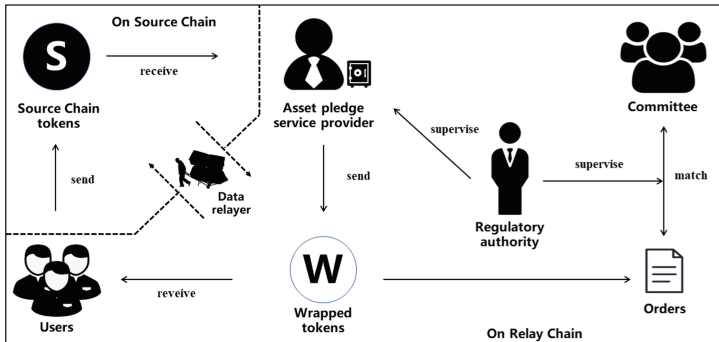 On Source Chain
S
receive
Source Chain
tokens
Asset pledge
service provider
Committee
supervise
supervise
send
Data
relayer
send
match
Regulatory
authority
W
reveive
Users
Wrapped
tokens
Orders
On Relay Chain